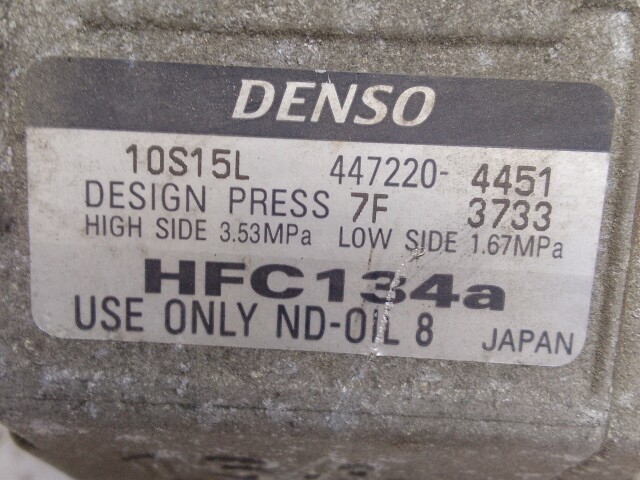 DENSO
10S15L 447220- 4451
DESIGN PRESS 7F 3733
HIGH SIDE 3.53MPa LOW SIDE 1.67MPa
HFC134a
USE ONLY ND-OIL 8 JAPAN